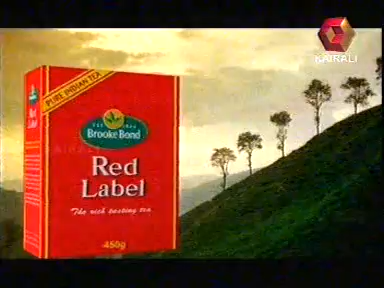 KAIRALI
PURE INDIAN TEA
Brooke Bond
Red
Label
The rich tasting tea
450g